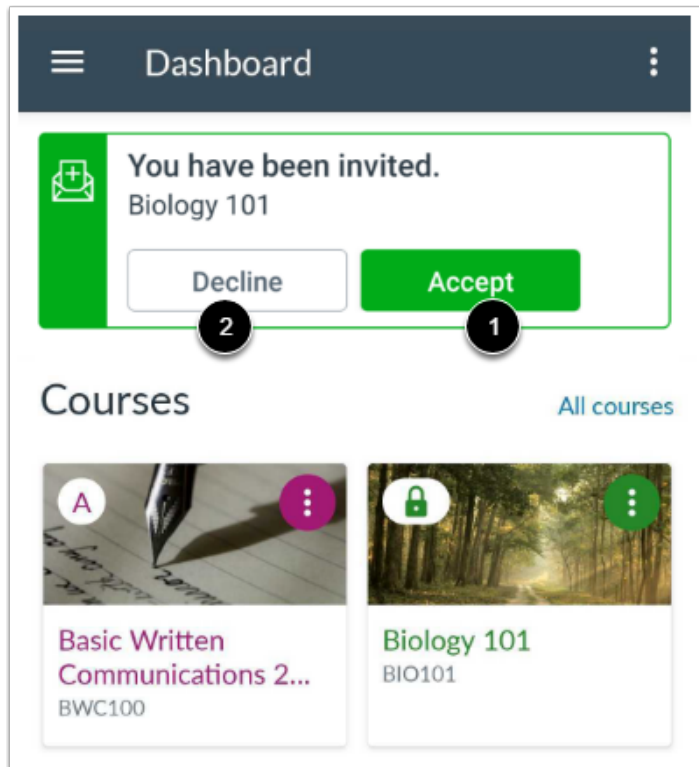 Dashboard
You have been invited.
Biology 101
Decline
Accept
2
1
Courses
All courses
A
Basic Written
Communications 2...
BWC100
Biology 101
BIO101